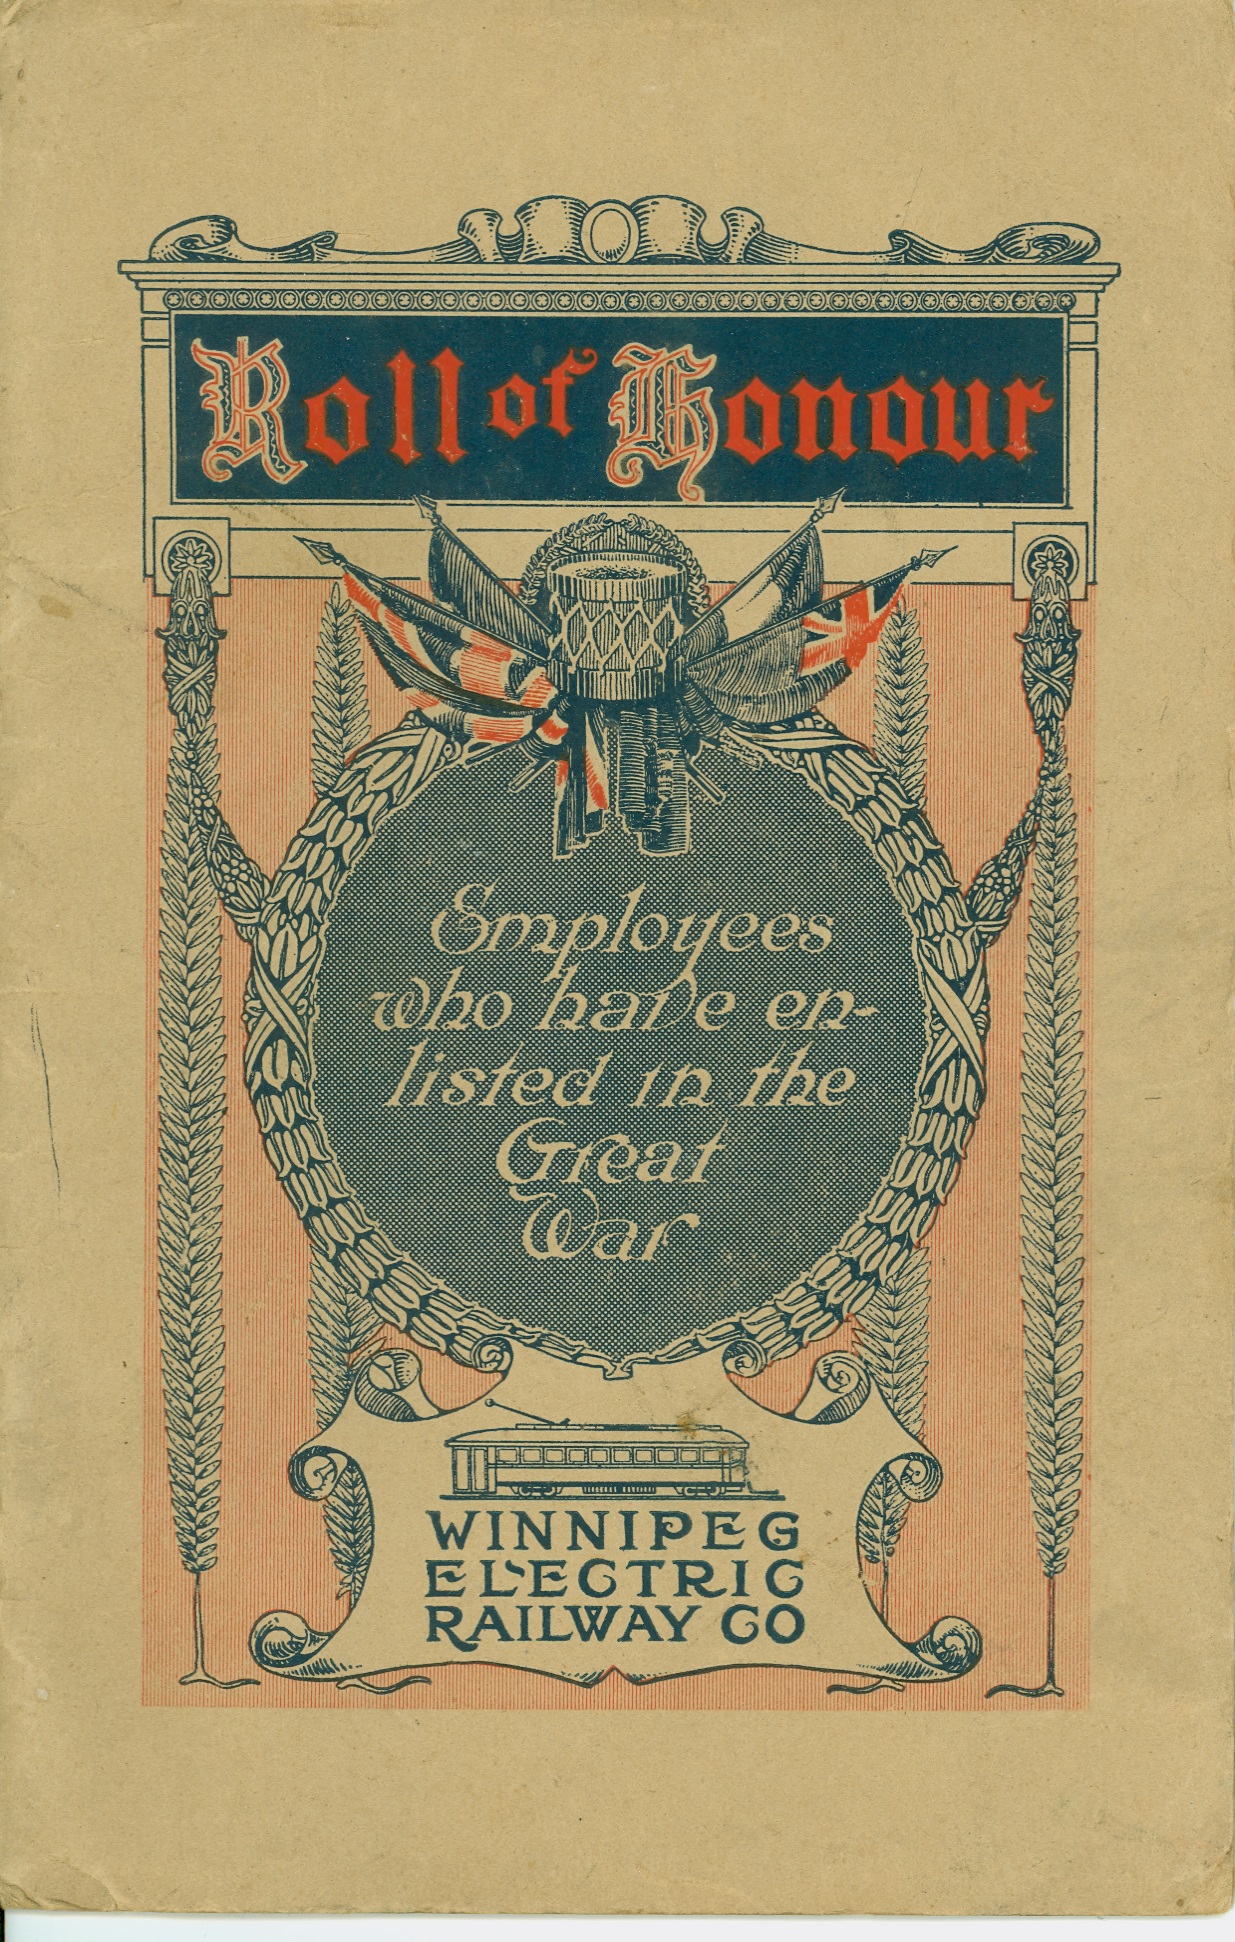 Roll of Honour
Employees
who have en-
listed in the
Great
War
WINNIPEG
ELECTRIC
RAILWAY CO